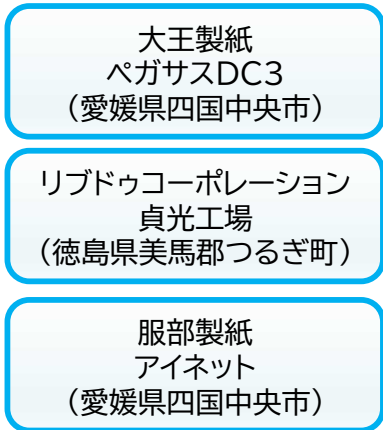 大王製紙
ペガサスDC3
（愛媛県四国中央市）
リブドゥコーポレーション
貞光工場
（徳島県美馬郡つるぎ町）
服部製紙
アイネット
（愛媛県四国中央市）